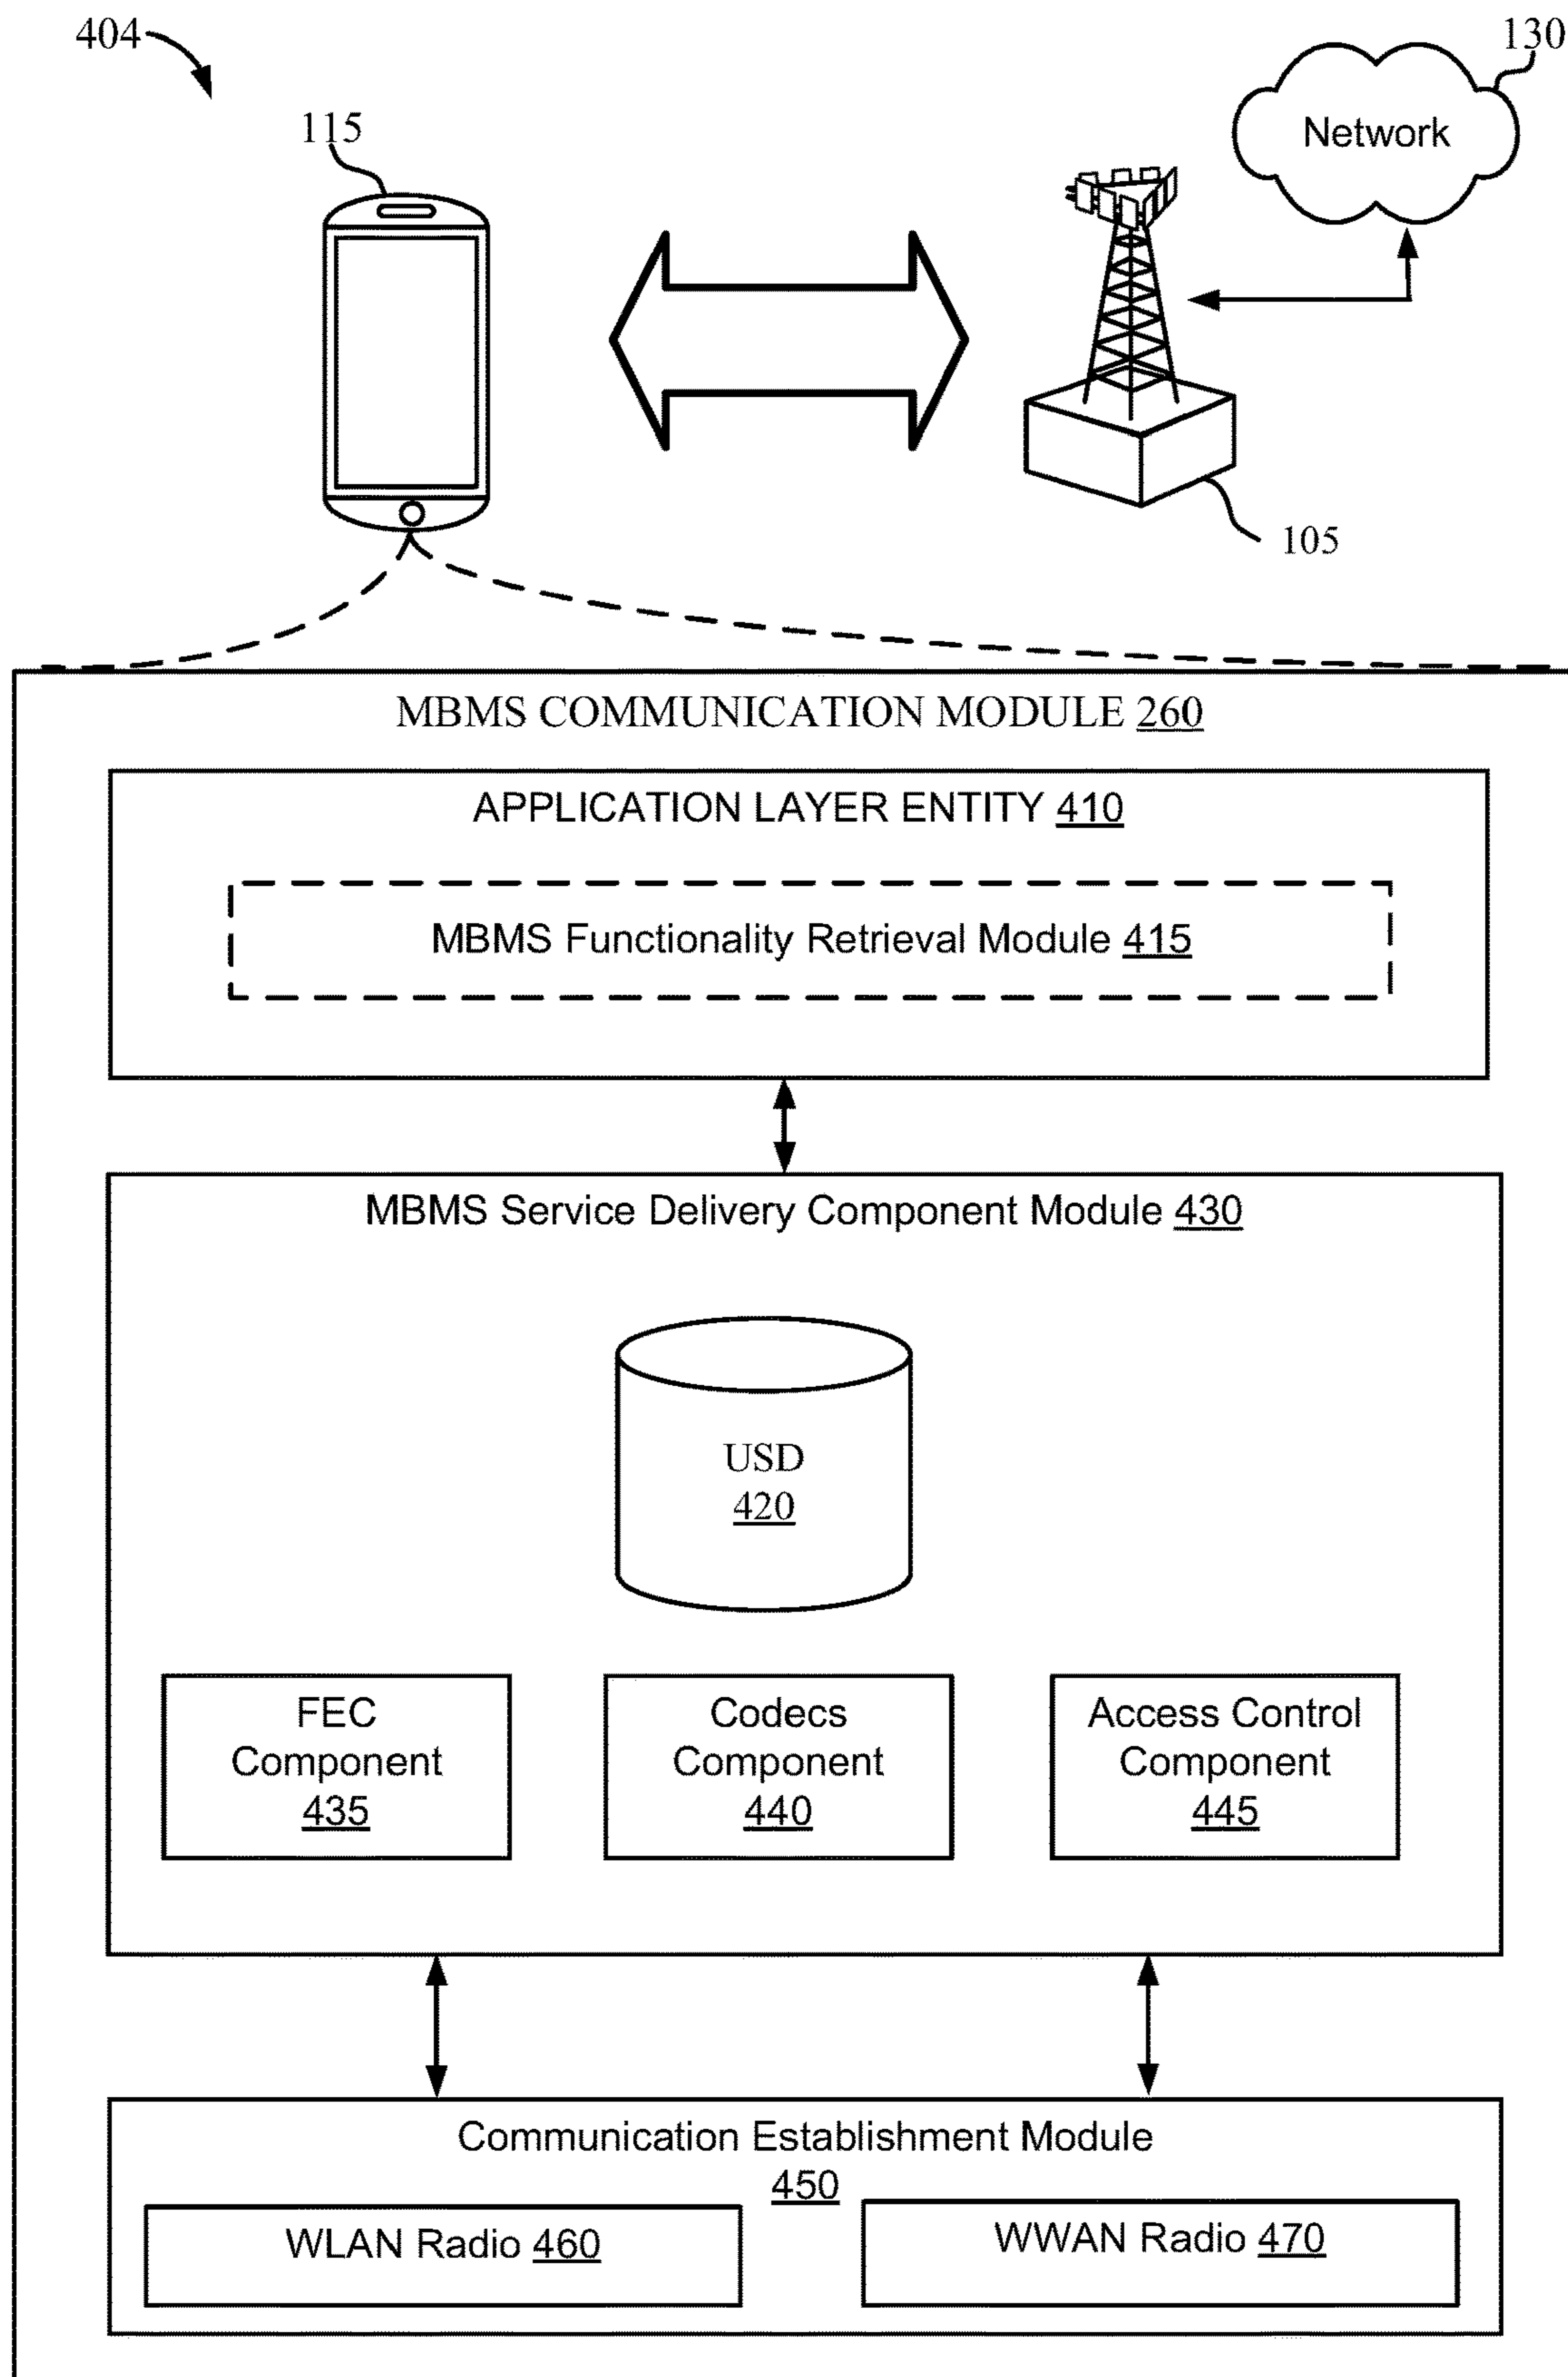 404
130
115
Network
105
MBMS COMMUNICATION MODULE 260
APPLICATION LAYER ENTITY 410
MBMS Functionality Retrieval Module 415
MBMS Service Delivery Component Module 430
USD
420
FEC
Component
435
Codecs
Component
440
Access Control
Component
445
Communication Establishment Module
450
WLAN Radio 460
WWAN Radio 470